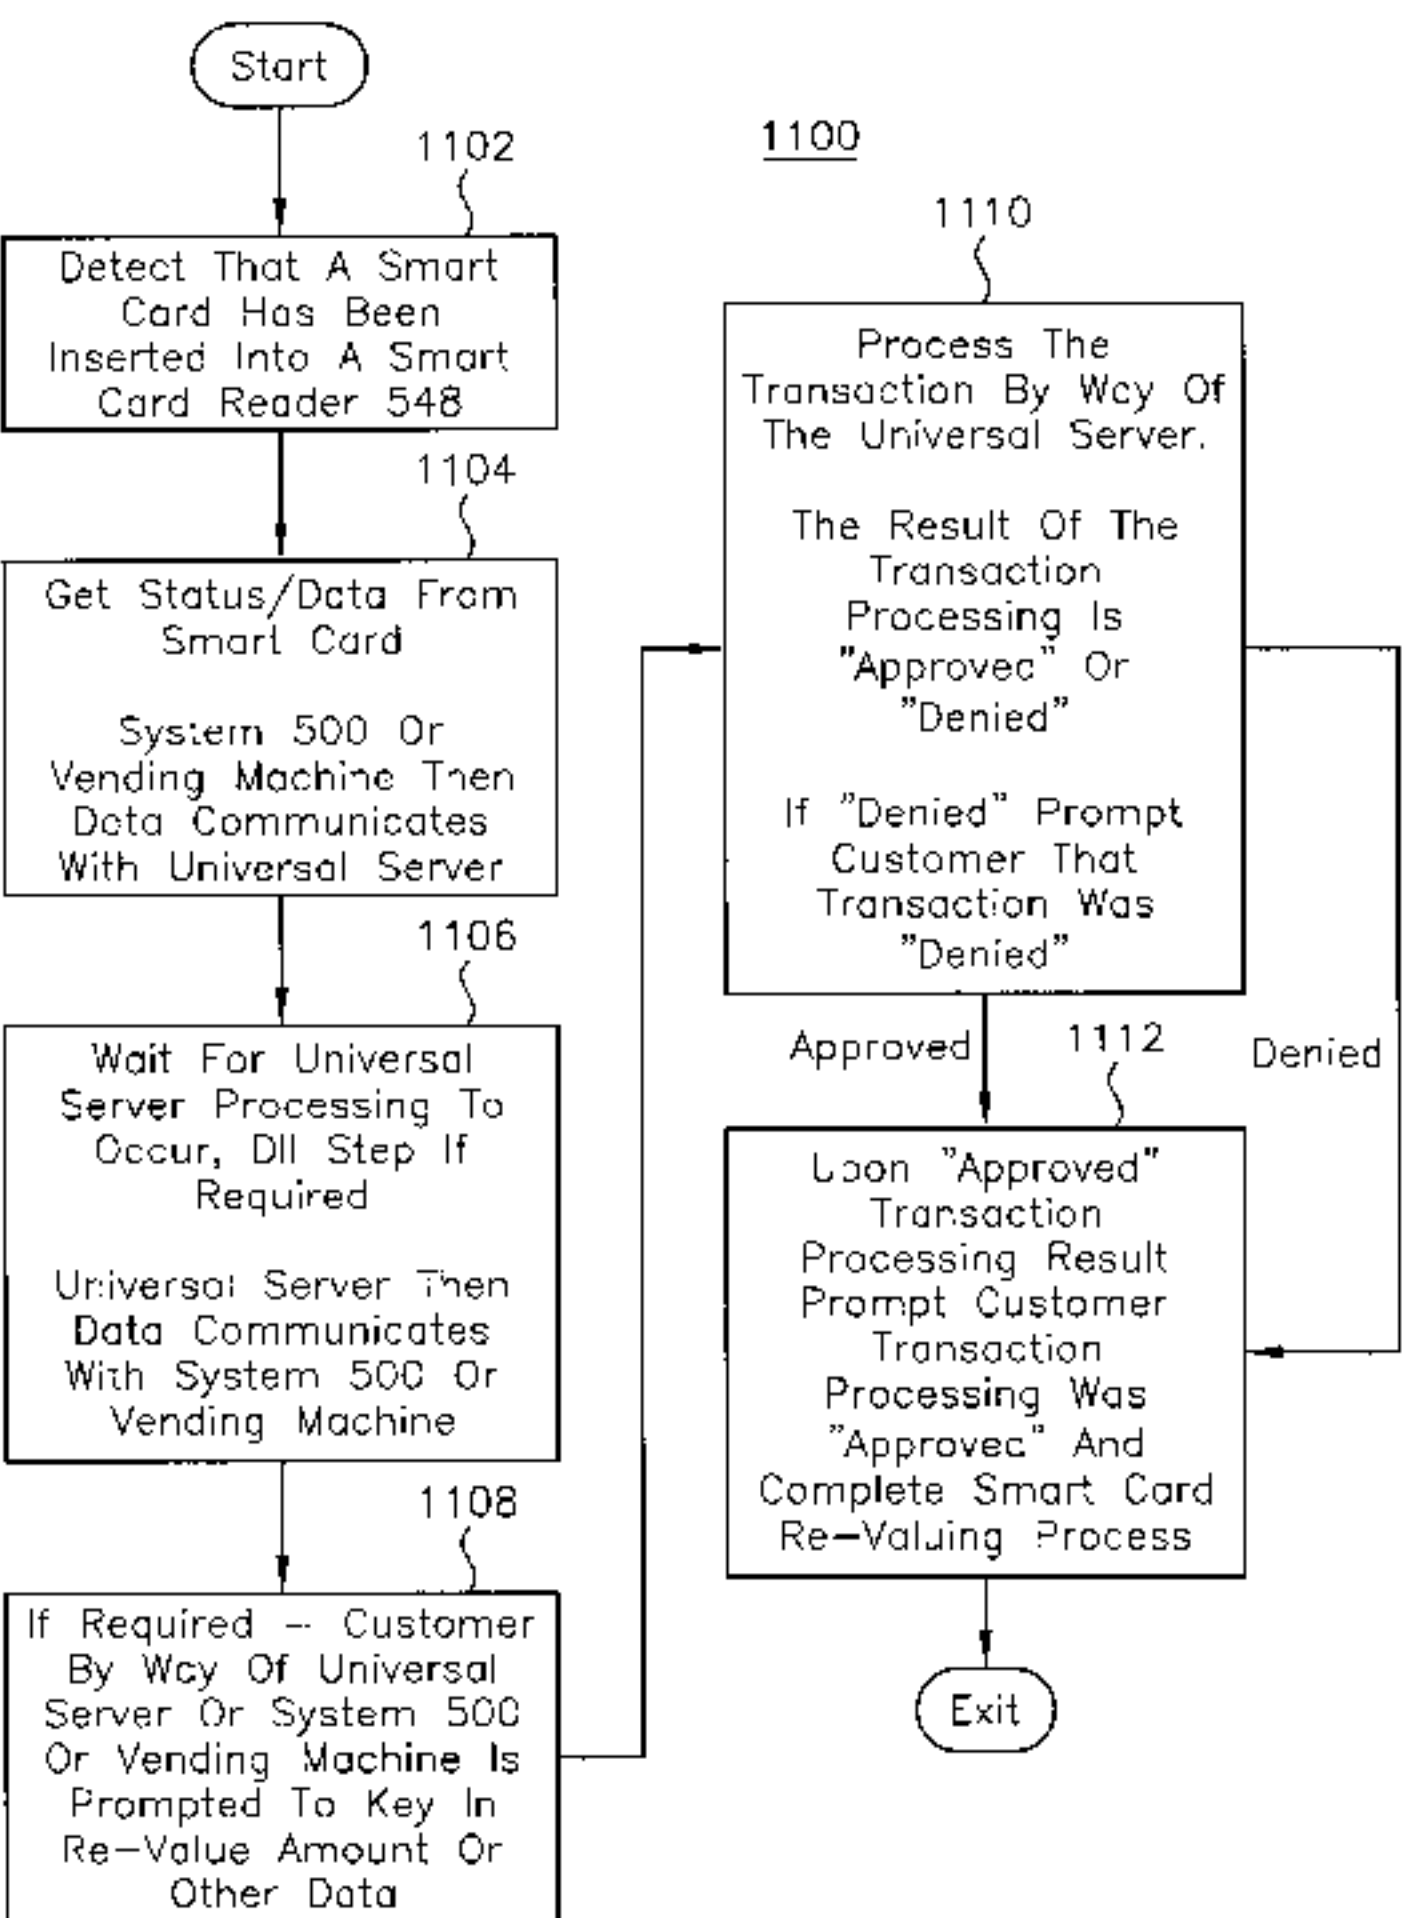 Start
1102
Detect That A Smart
Card Has Been
Inserted Into A Smart
Card Reader 548
1104
Get Status/Data From
Smart Card
System 500 Or
Vending Machine Then
Data Communicates
With Universal Server
1106
Wait For Universal
Server Processing To
Occur, DII Step If
Required
Universal Server Then
Data Communicates
With System 500 Or
Vending Machine
1108
If Required - Customer
By Way Of Universal
Server Or System 500
Or Vending Machine Is
Prompted To Key In
Re-Value Amount Or
Other Data
1100
1110
Process The
Transaction By Way Of
The Universal Server.
The Result Of The
Transaction
Processing Is
"Approved" Or
"Denied"
If "Denied" Prompt
Customer That
Transaction Was
"Denied"
Approved
1112
Denied
Upon "Approved"
Transaction
Processing Result
Prompt Customer
Transaction
Processing Was
"Approved" And
Complete Smart Card
Re-Valuing Process
Exit